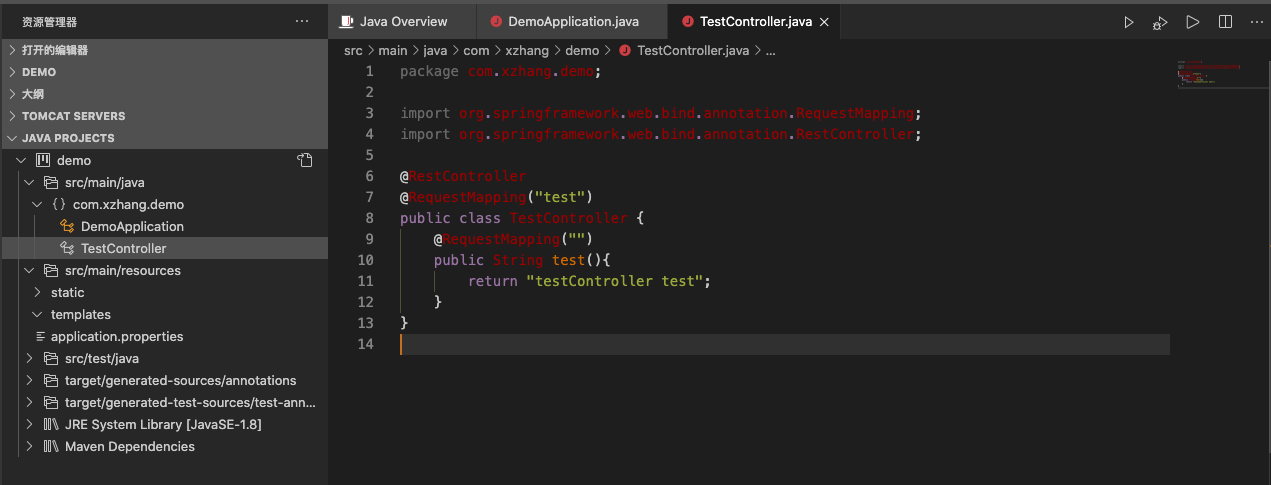 资源管理器
打开的编辑器
DEMO
大纲
TOMCAT SERVERS
JAVA PROJECTS
demo
src/main/java
{} com.xzhang.demo
DemoApplication
TestController
src/main/resources
static
templates
application.properties
src/test/java
target/generated-sources/annotations
target/generated-test-sources/test-ann...
JRE System Library [JavaSE-1.8]
Maven Dependencies
Java Overview
DemoApplication.java
TestController.java
src > main > java > com > xzhang > demo > TestController.java > ...
1 package com.xzhang.demo;
2
3 import org.springframework.web.bind.annotation.RequestMapping;
4 import org.springframework.web.bind.annotation.RestController;
5
6 @RestController
7 @RequestMapping("test")
8 public class TestController {
9 @RequestMapping("")
10 public String test(){
11 return "testController test";
12 }
13 }
14